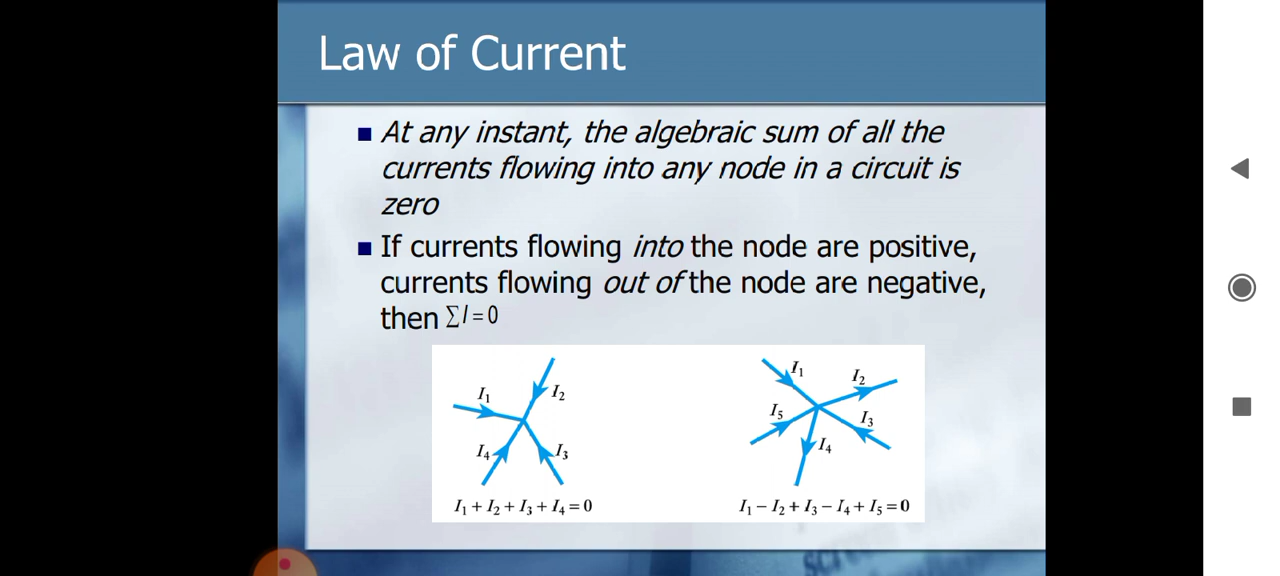 Law of Current
■ At any instant, the algebraic sum of all the
currents flowing into any node in a circuit is
zero
■ If currents flowing into the node are positive,
currents flowing out of the node are negative,
then ∑I = 0
I₁
I₂
I₄
I₃
I₁ + I₂ + I₃ + I₄ = 0
I₁
I₂
I₅
I₃
I₄
I₁ − I₂ + I₃ − I₄ + I₅ = 0